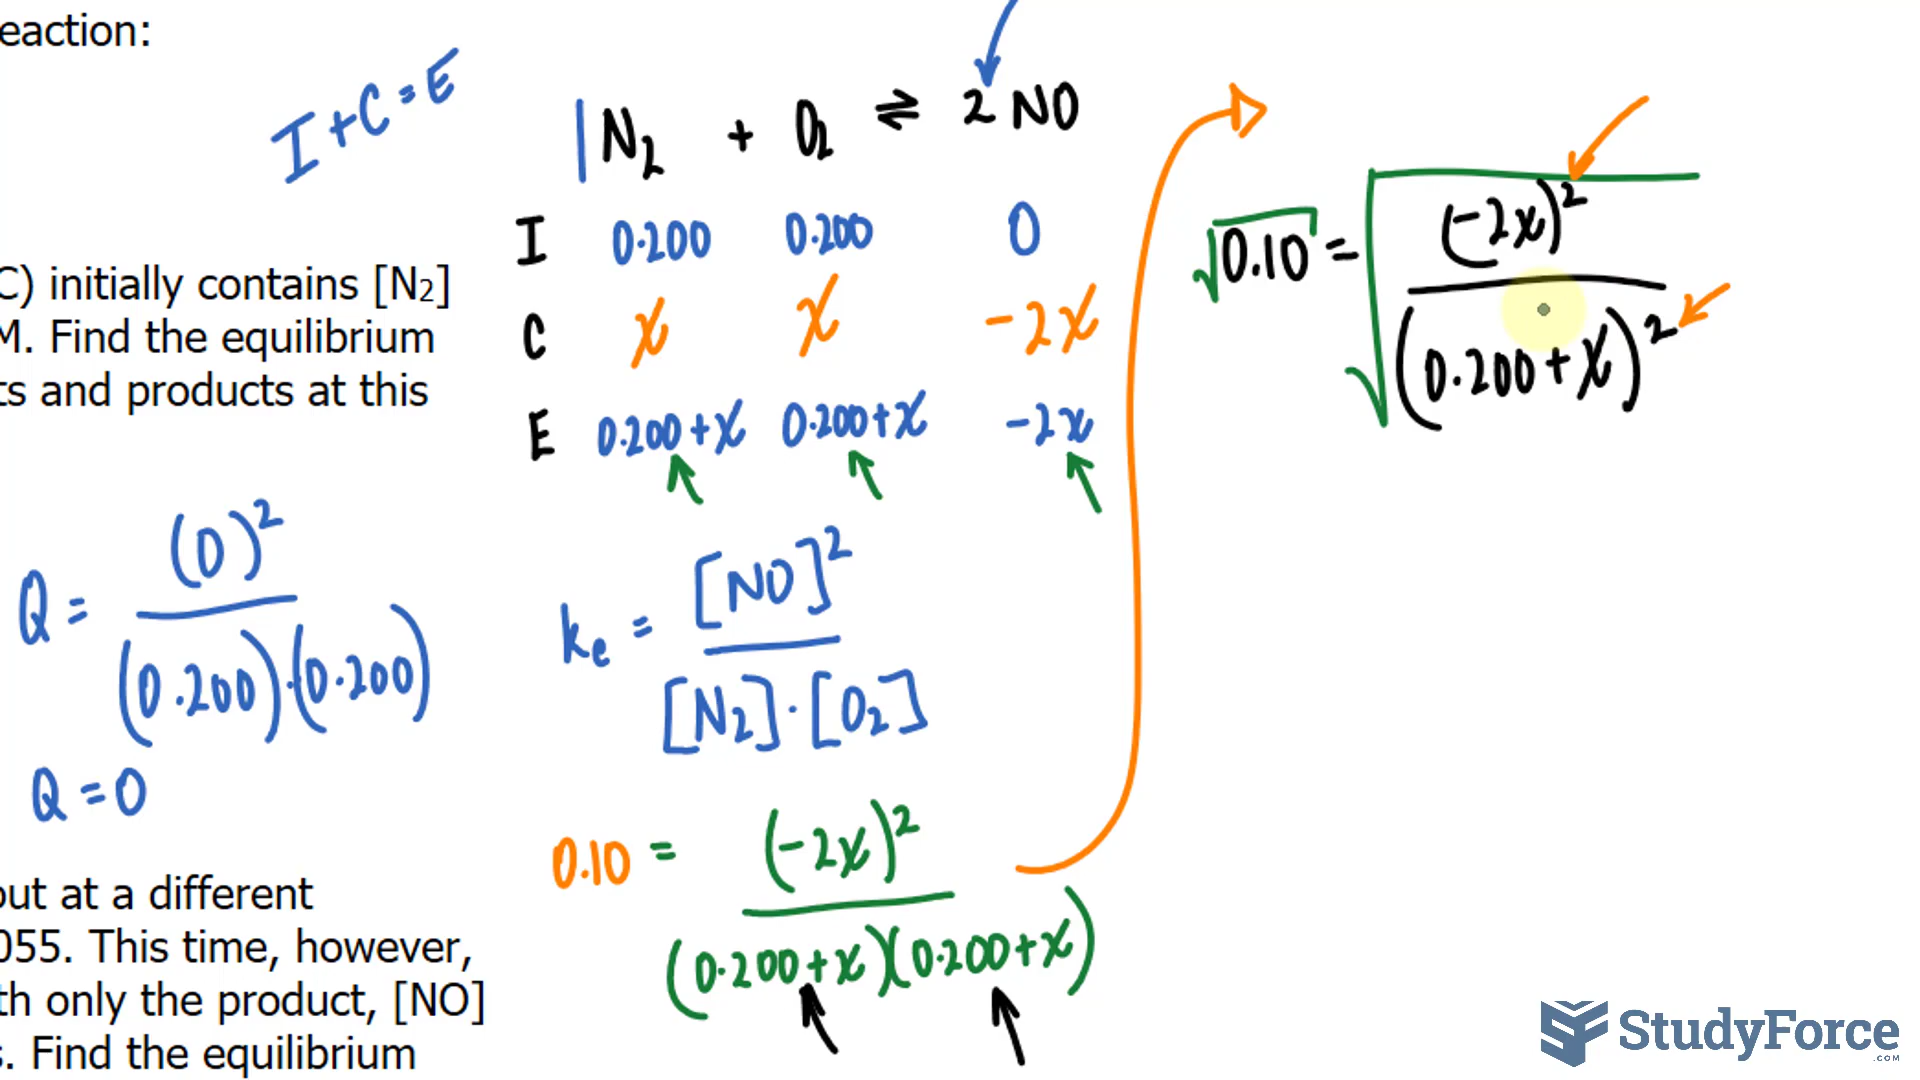 eaction:
I + C = E
1 N2 + O2 ⇌ 2 NO
I 0.200 0.200 0
C x x -2x
E 0.200+x 0.200+x -2x
C) initially contains [N2]
M. Find the equilibrium
ts and products at this
Q = (0)² / (0.200)·(0.200)
Q = 0
ke = [NO]² / [N2]·[O2]
0.10 = (-2x)² / (0.200+x)(0.200+x)
√0.10 = √((-2x)² / (0.200+x)²)
out at a different
055. This time, however,
th only the product, [NO]
s. Find the equilibrium
StudyForce
.COM